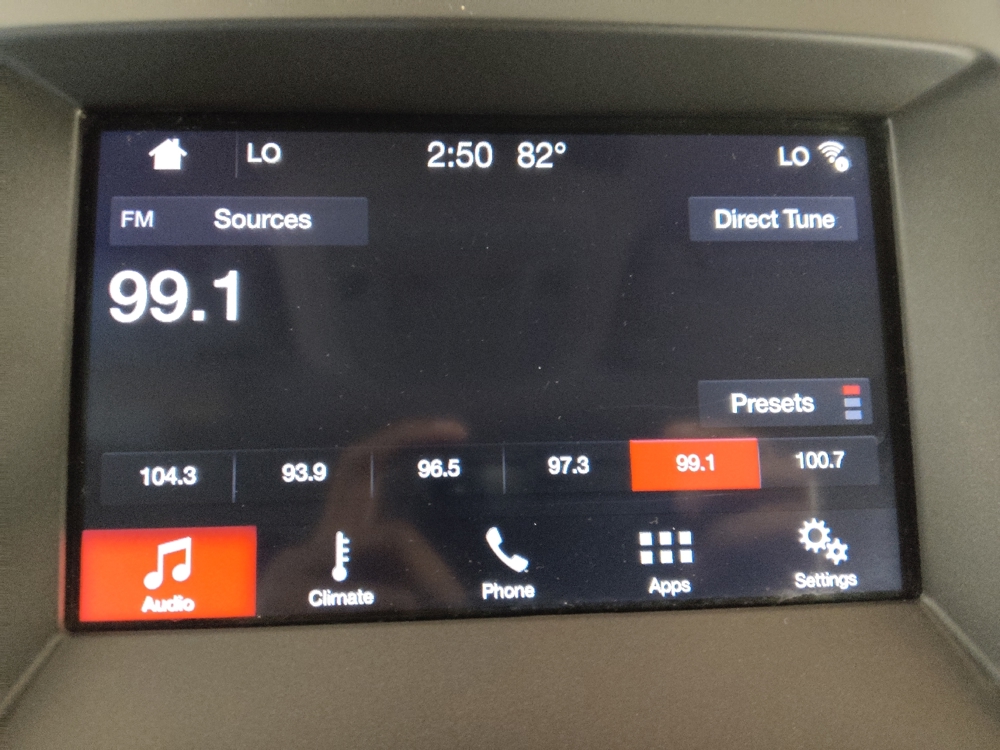 LO 2:50 82° LO
FM Sources Direct Tune
99.1
Presets
104.3 93.9 96.5 97.3 99.1 100.7
Audio Climate Phone Apps Settings